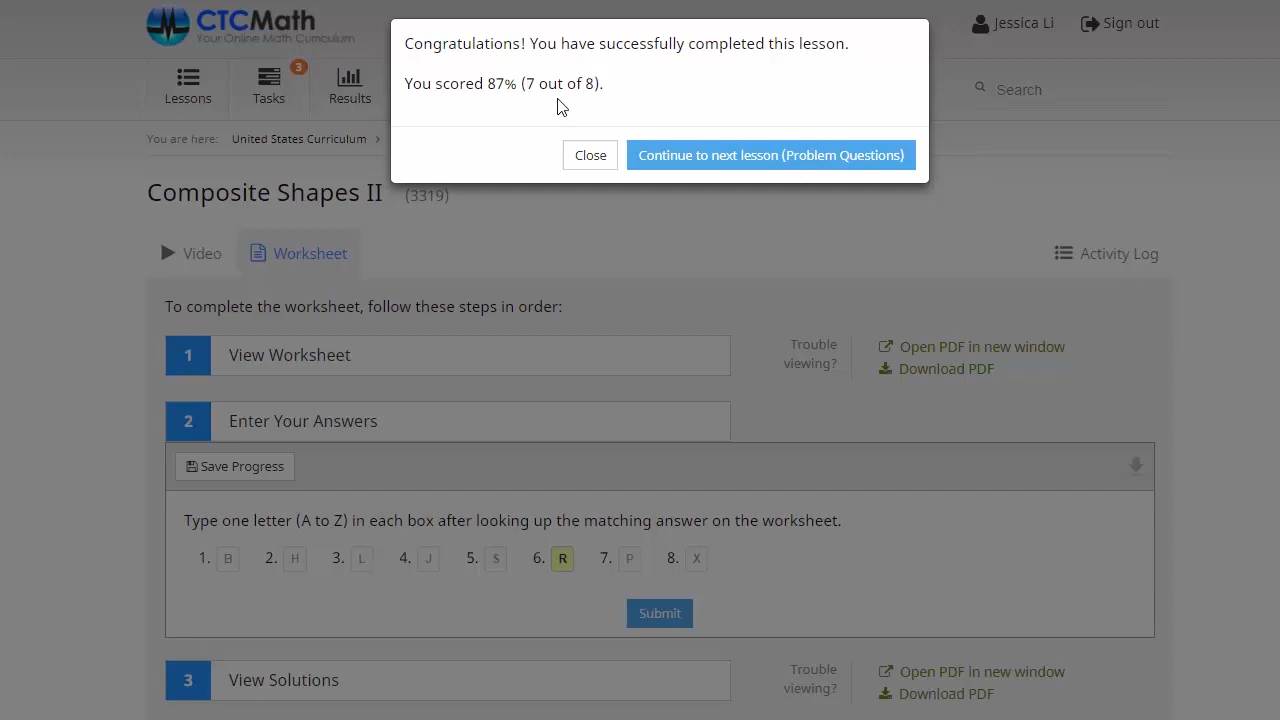 CTCMath
Your Online Math Curriculum
Jessica Li
Sign out
Congratulations! You have successfully completed this lesson.
You scored 87% (7 out of 8).
Close
Continue to next lesson (Problem Questions)
Lessons
Tasks
3
Results
Search
You are here: United States Curriculum >
Composite Shapes II (3319)
Video
Worksheet
Activity Log
To complete the worksheet, follow these steps in order:
1 View Worksheet
Trouble
viewing?
Open PDF in new window
Download PDF
2 Enter Your Answers
Save Progress
Type one letter (A to Z) in each box after looking up the matching answer on the worksheet.
1. B 2. H 3. L 4. J 5. S 6. R 7. P 8. X
Submit
3 View Solutions
Trouble
viewing?
Open PDF in new window
Download PDF